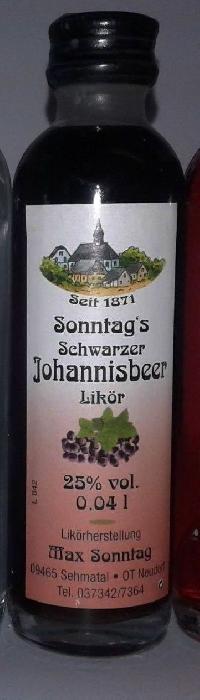 Seit 1871
Sonntag's
Schwarzer
Johannisbeer
Likör
25% vol.
0.04 l
L 042
Likörherstellung
Max Sonntag
09465 Sehmatal • OT Neudorf
Tel. 037342/7364